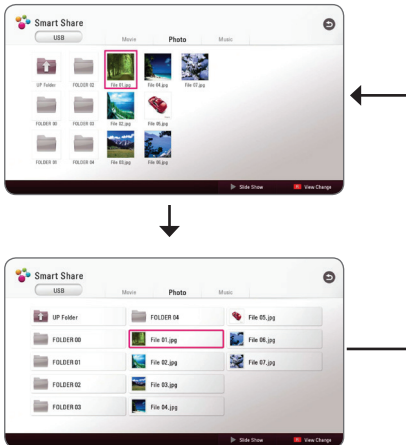 Smart Share
USB
Movie Photo Music
UP Folder FOLDER 02 File 01.jpg File 04.jpg File 07.jpg
FOLDER 00 FOLDER 03 File 02.jpg File 05.jpg
FOLDER 01 FOLDER 04 File 03.jpg File 06.jpg
Slide Show View Change
Smart Share
USB
Movie Photo Music
UP Folder FOLDER 04 File 05.jpg
FOLDER 00 File 01.jpg File 06.jpg
FOLDER 01 File 02.jpg File 07.jpg
FOLDER 02 File 03.jpg
FOLDER 03 File 04.jpg
Slide Show View Change